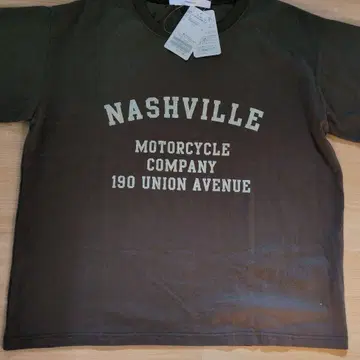 NASHVILLE
MOTORCYCLE
COMPANY
190 UNION AVENUE